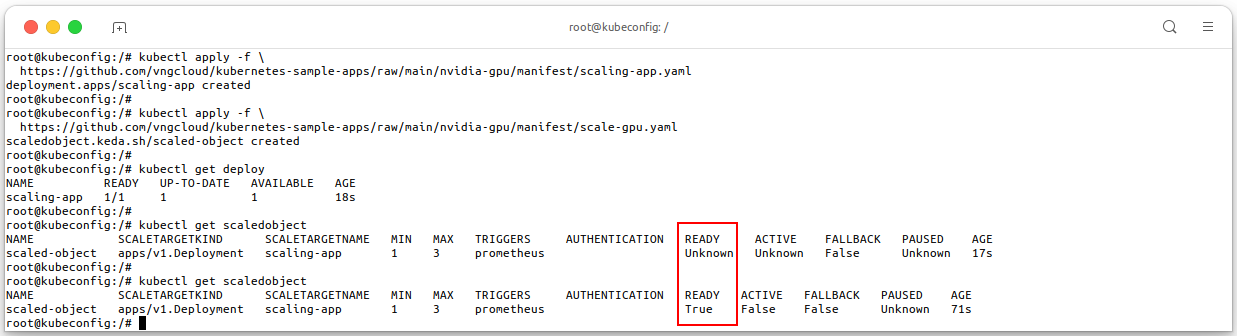 root@kubeconfig: /
root@kubeconfig:/# kubectl apply -f \
  https://github.com/vngcloud/kubernetes-sample-apps/raw/main/nvidia-gpu/manifest/scaling-app.yaml
deployment.apps/scaling-app created
root@kubeconfig:/#
root@kubeconfig:/# kubectl apply -f \
  https://github.com/vngcloud/kubernetes-sample-apps/raw/main/nvidia-gpu/manifest/scale-gpu.yaml
scaledobject.keda.sh/scaled-object created
root@kubeconfig:/#
root@kubeconfig:/# kubectl get deploy
NAME          READY   UP-TO-DATE   AVAILABLE   AGE
scaling-app   1/1     1            1           18s
root@kubeconfig:/#
root@kubeconfig:/# kubectl get scaledobject
NAME            SCALETARGETKIND      SCALETARGETNAME   MIN   MAX   TRIGGERS     AUTHENTICATION   READY     ACTIVE    FALLBACK   PAUSED    AGE
scaled-object   apps/v1.Deployment   scaling-app       1     3     prometheus                    Unknown   Unknown   False      Unknown   17s
root@kubeconfig:/#
root@kubeconfig:/# kubectl get scaledobject
NAME            SCALETARGETKIND      SCALETARGETNAME   MIN   MAX   TRIGGERS     AUTHENTICATION   READY   ACTIVE   FALLBACK   PAUSED    AGE
scaled-object   apps/v1.Deployment   scaling-app       1     3     prometheus                    True    False    False      Unknown   71s
root@kubeconfig:/#